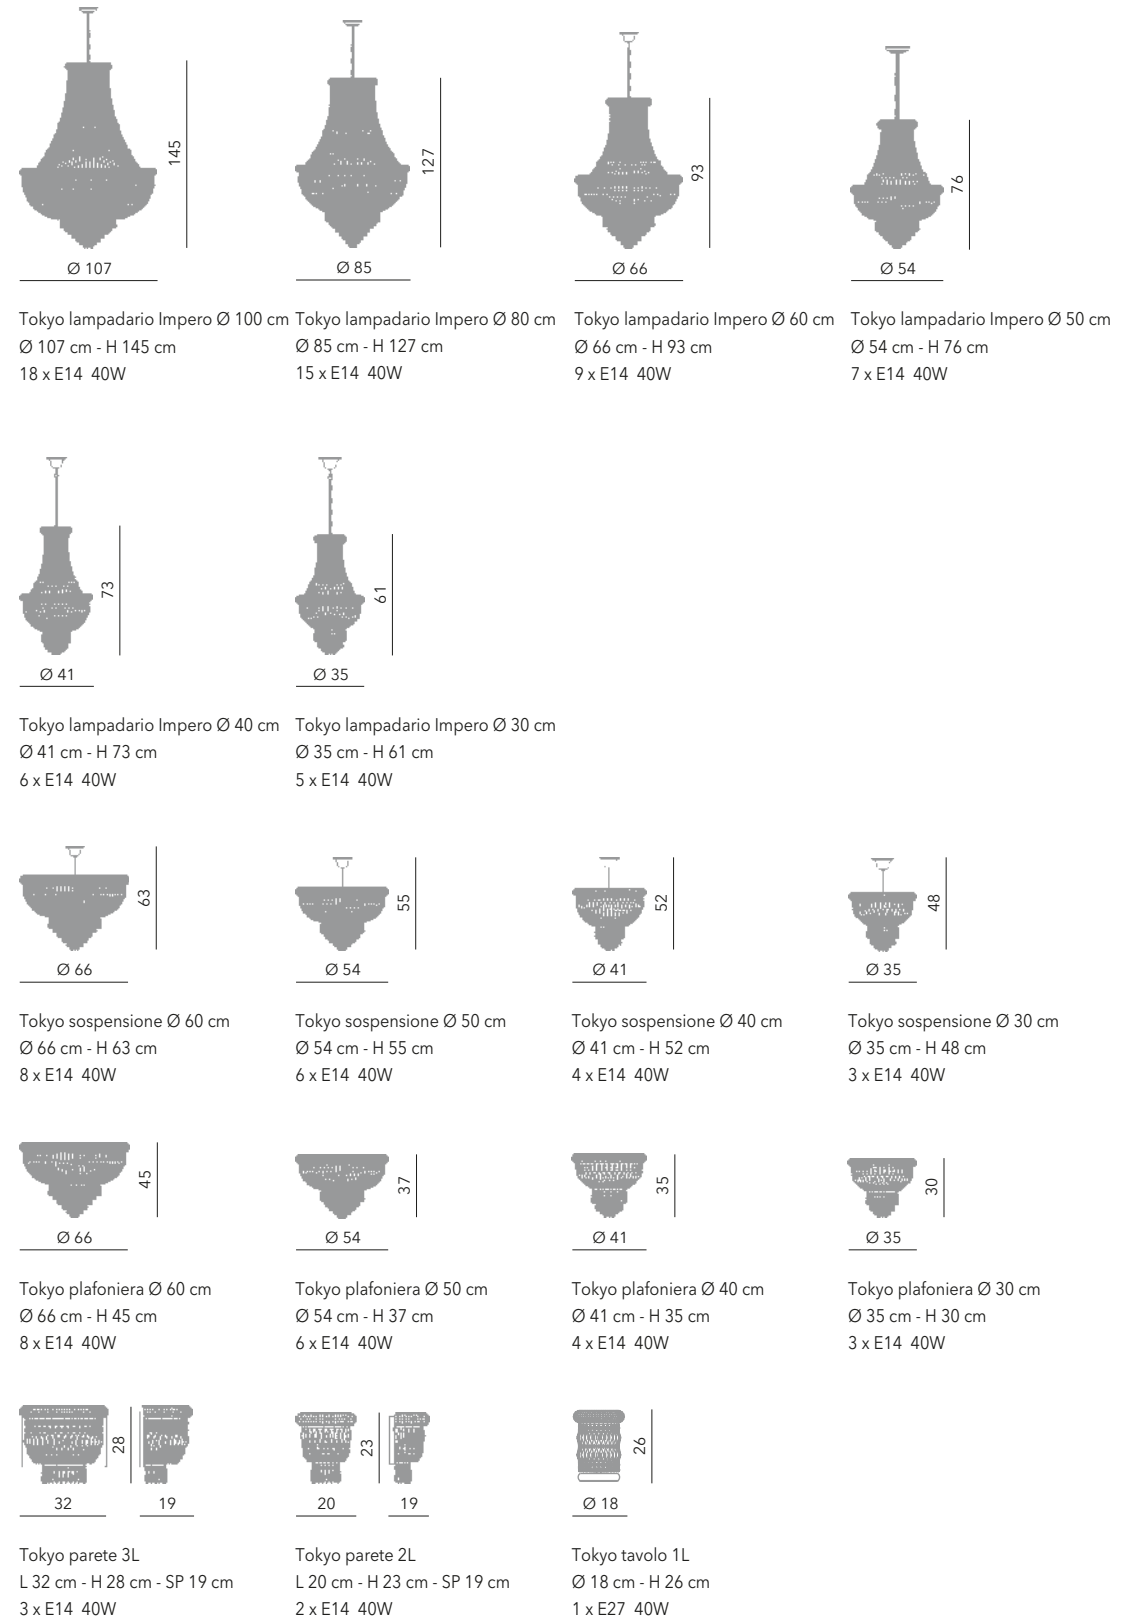 145
Ø 107
Tokyo lampadario Impero Ø 100 cm
Ø 107 cm - H 145 cm
18 x E14 40W
127
Ø 85
Tokyo lampadario Impero Ø 80 cm
Ø 85 cm - H 127 cm
15 x E14 40W
93
Ø 66
Tokyo lampadario Impero Ø 60 cm
Ø 66 cm - H 93 cm
9 x E14 40W
76
Ø 54
Tokyo lampadario Impero Ø 50 cm
Ø 54 cm - H 76 cm
7 x E14 40W
73
Ø 41
Tokyo lampadario Impero Ø 40 cm
Ø 41 cm - H 73 cm
6 x E14 40W
61
Ø 35
Tokyo lampadario Impero Ø 30 cm
Ø 35 cm - H 61 cm
5 x E14 40W
63
Ø 66
Tokyo sospensione Ø 60 cm
Ø 66 cm - H 63 cm
8 x E14 40W
55
Ø 54
Tokyo sospensione Ø 50 cm
Ø 54 cm - H 55 cm
6 x E14 40W
52
Ø 41
Tokyo sospensione Ø 40 cm
Ø 41 cm - H 52 cm
4 x E14 40W
48
Ø 35
Tokyo sospensione Ø 30 cm
Ø 35 cm - H 48 cm
3 x E14 40W
45
Ø 66
Tokyo plafoniera Ø 60 cm
Ø 66 cm - H 45 cm
8 x E14 40W
37
Ø 54
Tokyo plafoniera Ø 50 cm
Ø 54 cm - H 37 cm
6 x E14 40W
35
Ø 41
Tokyo plafoniera Ø 40 cm
Ø 41 cm - H 35 cm
4 x E14 40W
30
Ø 35
Tokyo plafoniera Ø 30 cm
Ø 35 cm - H 30 cm
3 x E14 40W
28
32
19
Tokyo parete 3L
L 32 cm - H 28 cm - SP 19 cm
3 x E14 40W
23
20
19
Tokyo parete 2L
L 20 cm - H 23 cm - SP 19 cm
2 x E14 40W
26
Ø 18
Tokyo tavolo 1L
Ø 18 cm - H 26 cm
1 x E27 40W